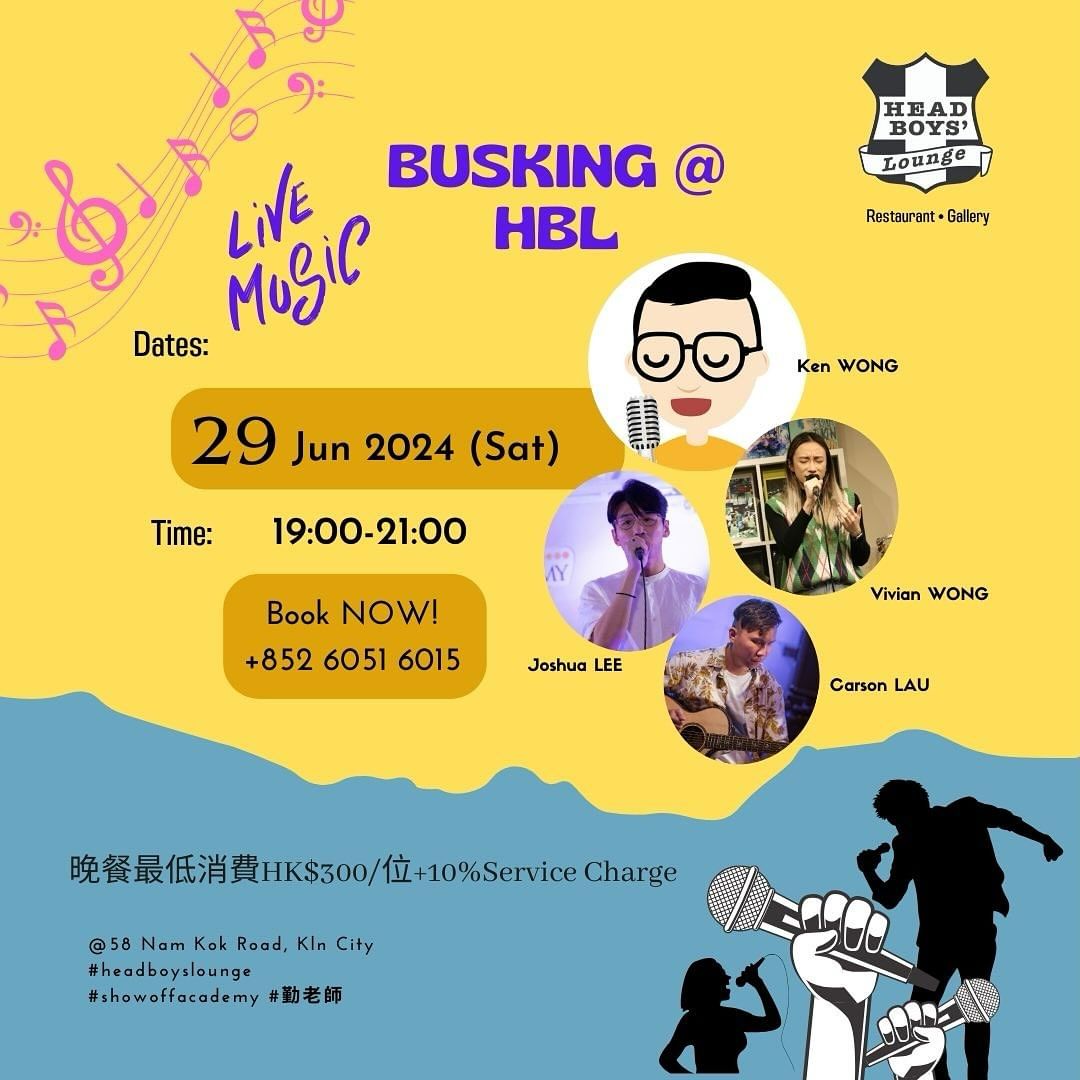 HEAD
BOYS'
Lounge
Restaurant • Gallery
BUSKING @
HBL
LiVE
MUSiC
Dates:
29 Jun 2024 (Sat)
Ken WONG
Time: 19:00-21:00
Vivian WONG
Book NOW!
+852 6051 6015
MY
Joshua LEE
Carson LAU
晚餐最低消費HK$300/位+10%Service Charge
@58 Nam Kok Road, Kln City
#headboyslounge
#showoffacademy #勤老師